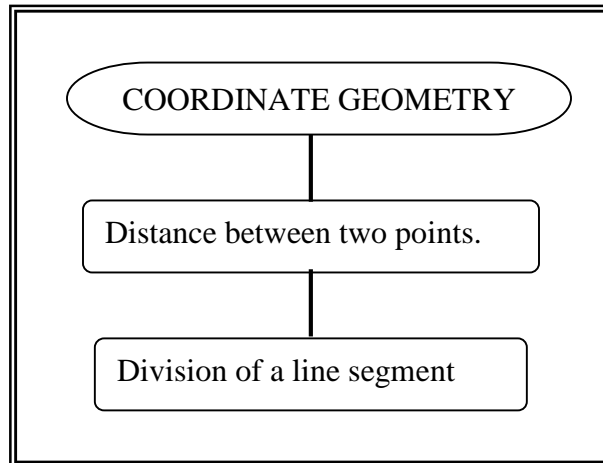 COORDINATE GEOMETRY
Distance between two points.
Division of a line segment